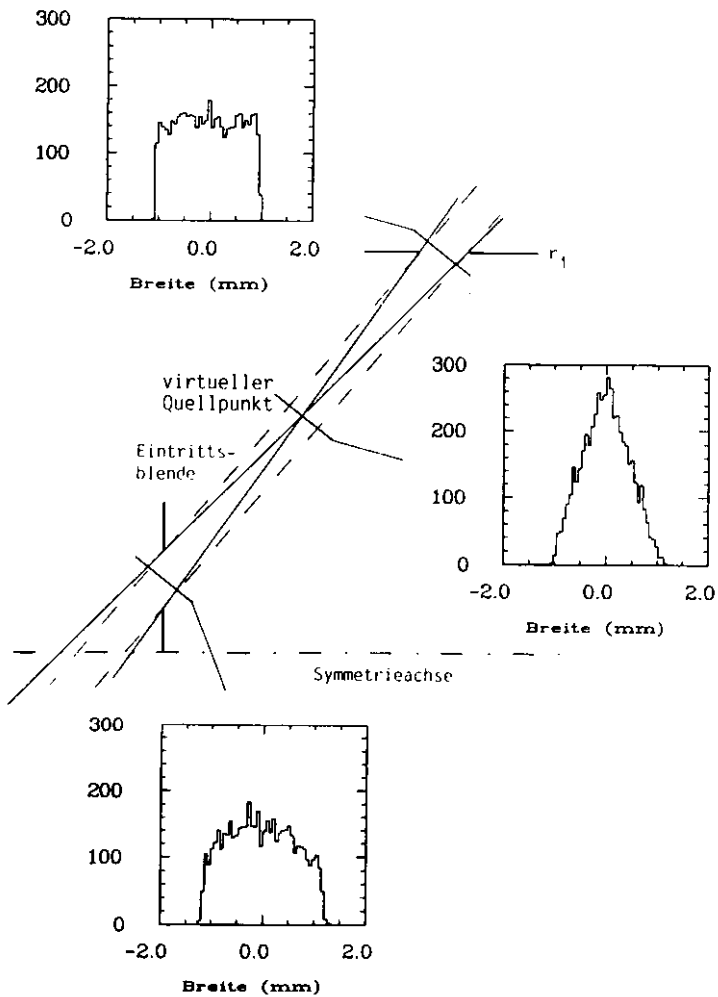 300
200
100
0
-2.0 0.0 2.0
Breite (mm)
r1
virtueller
Quellpunkt
Eintritts-
blende
300
200
100
0
-2.0 0.0 2.0
Breite (mm)
Symmetrieachse
300
200
100
0
-2.0 0.0 2.0
Breite (mm)